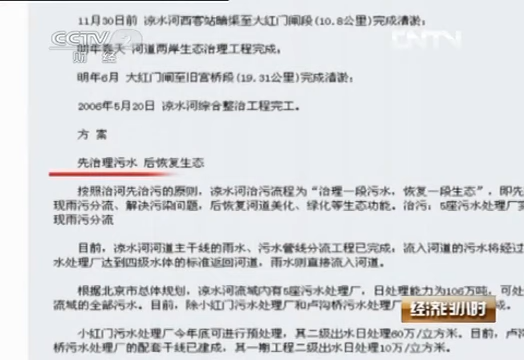 CCTV 财经
CNTV
11月30日前 凉水河西客站暗渠至大红门闸段(10.8公里)完成清淤;
明年春天 河道两岸生态治理工程完成;
明年6月 大红门闸至旧宫桥段(19.31公里)完成清淤;
2006年5月20日 凉水河综合整治工程完工。
方 案
先治理污水 后恢复生态
按照治河先治污的原则，凉水河治污流程为“治理一段污水，恢复一段生态”，即先
现雨污分流、解决污染问题，后恢复河道美化、绿化等生态功能。治污：5座污水处理厂实
现雨污分流
目前，凉水河河道主干线的雨水、污水管线分流工程已完成，流入河道的污水将经过
水处理厂达到四级水体的标准返回河道，雨水则直接流入河道。
根据北京市总体规划，凉水河流域内有5座污水处理厂，日处理能力为106万吨，可处
流域的全部污水。目前，除小红门污水处理厂和卢沟桥污水处理厂
经济半小时
小红门污水处理厂今年底可进行预处理，其二级出水日处理60万/立方米。目前，卢
桥污水处理厂的配套干线已建成，其一期工程二级出水日处理10万/立方米。